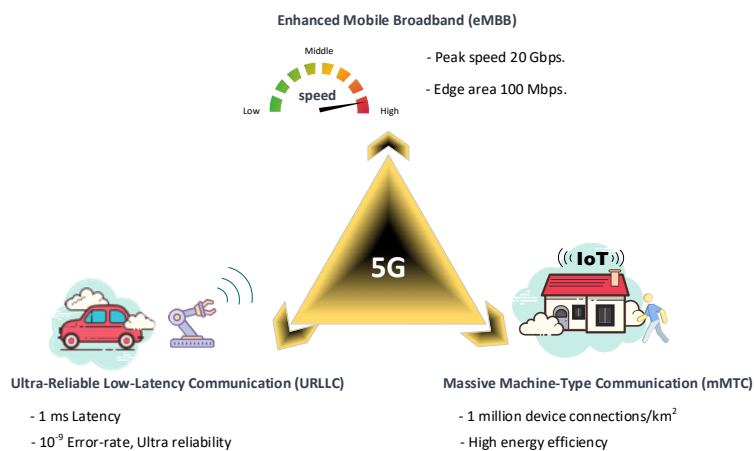 Enhanced Mobile Broadband (eMBB)
Middle
speed
Low
High
- Peak speed 20 Gbps.
- Edge area 100 Mbps.
5G
IoT
Ultra-Reliable Low-Latency Communication (URLLC)
- 1 ms Latency
- 10⁻⁹ Error-rate, Ultra reliability
Massive Machine-Type Communication (mMTC)
- 1 million device connections/km²
- High energy efficiency